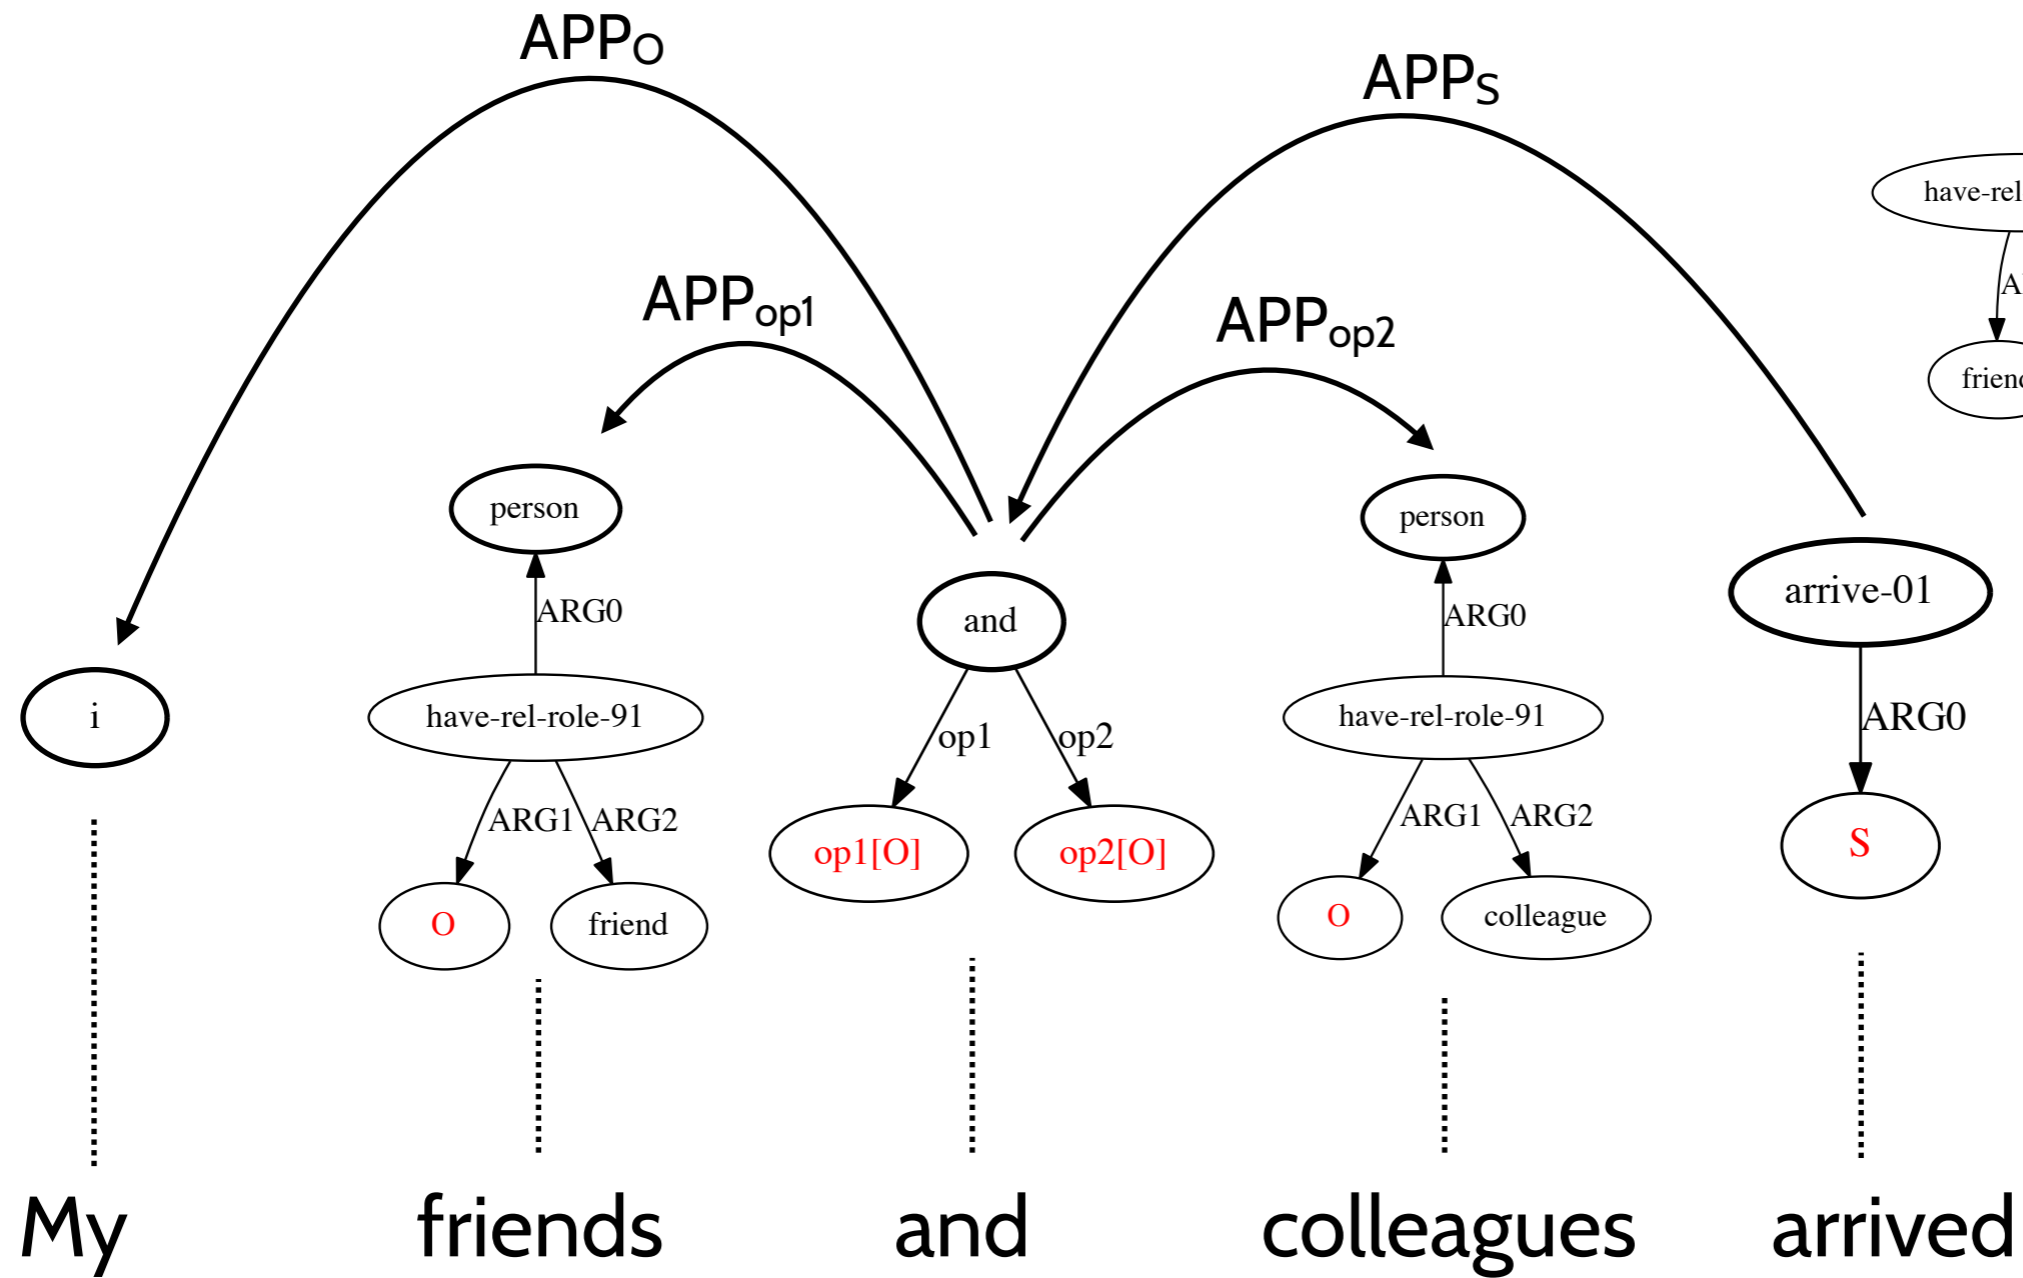 APPO
APPS
APPop1
APPop2
person
ARG0
have-rel-role-91
ARG1
ARG2
O
friend
i
and
op1
op2
op1[O]
op2[O]
person
ARG0
have-rel-role-91
ARG1
ARG2
O
colleague
arrive-01
ARG0
S
have-rel
My friends and colleagues arrived